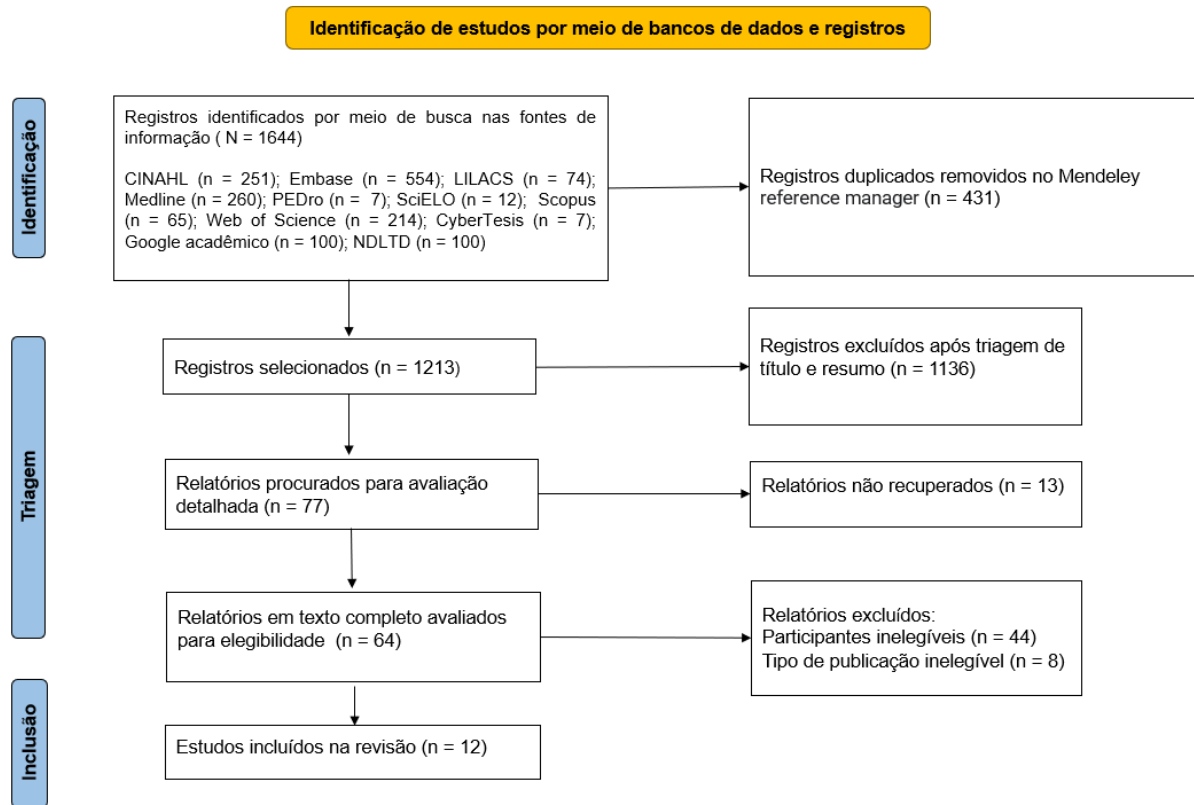 Identificação de estudos por meio de bancos de dados e registros
Identificação
Registros identificados por meio de busca nas fontes de
informação ( N = 1644)
CINAHL (n = 251); Embase (n = 554); LILACS (n = 74);
Medline (n = 260); PEDro (n = 7); SciELO (n = 12); Scopus
(n = 65); Web of Science (n = 214); CyberTesis (n = 7);
Google acadêmico (n = 100); NDLTD (n = 100)
Registros duplicados removidos no Mendeley
reference manager (n = 431)
Triagem
Registros selecionados (n = 1213)
Registros excluídos após triagem de
título e resumo (n = 1136)
Relatórios procurados para avaliação
detalhada (n = 77)
Relatórios não recuperados (n = 13)
Relatórios em texto completo avaliados
para elegibilidade (n = 64)
Relatórios excluídos:
Participantes inelegíveis (n = 44)
Tipo de publicação inelegível (n = 8)
Inclusão
Estudos incluídos na revisão (n = 12)